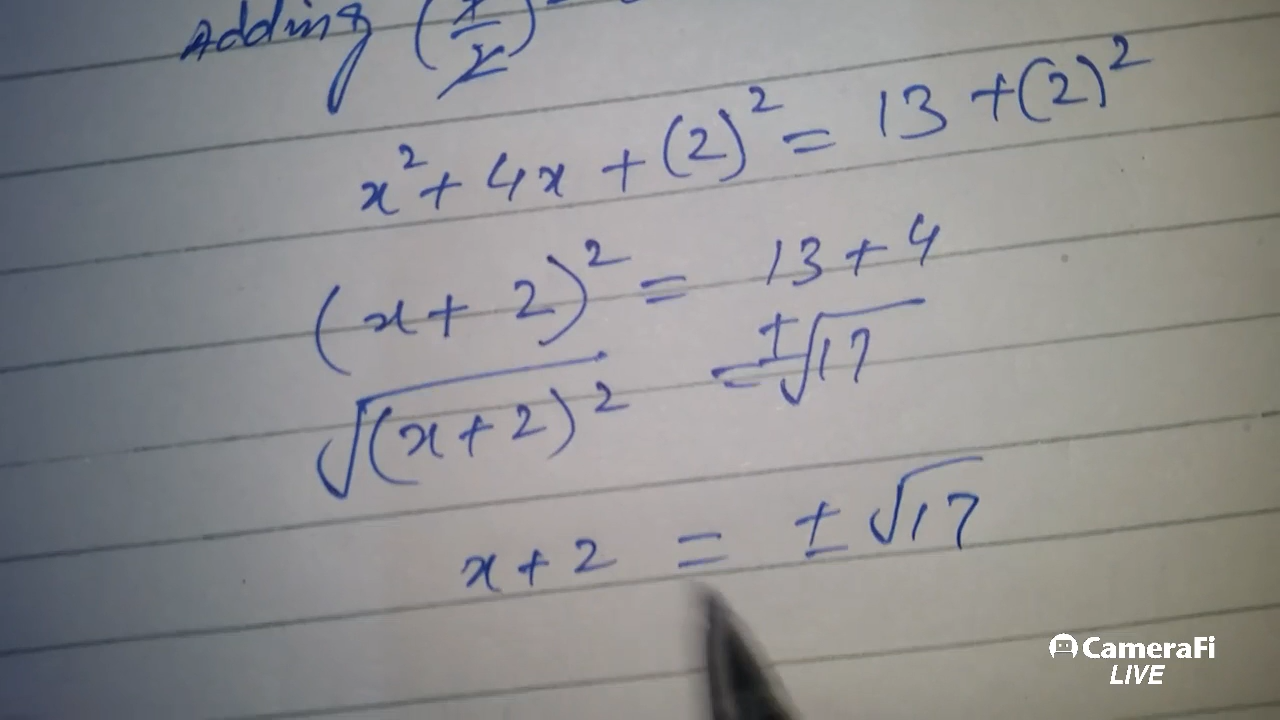 Adding
x² + 4x + (2)² = 13 + (2)²
(x + 2)² = 13 + 4
√(x+2)² = ±√17
x + 2 = ± √17
CameraFi
LIVE